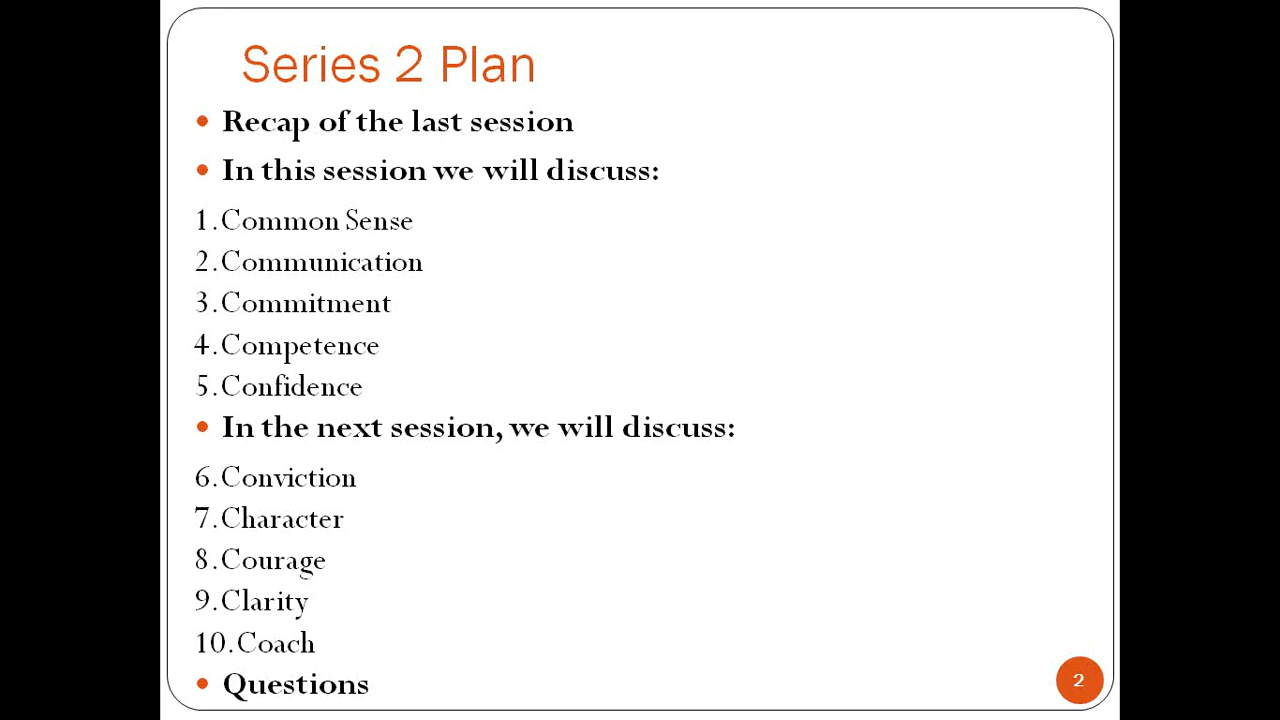 Series 2 Plan
Recap of the last session
In this session we will discuss:
1. Common Sense
2. Communication
3. Commitment
4. Competence
5. Confidence
In the next session, we will discuss:
6. Conviction
7. Character
8. Courage
9. Clarity
10. Coach
Questions
2